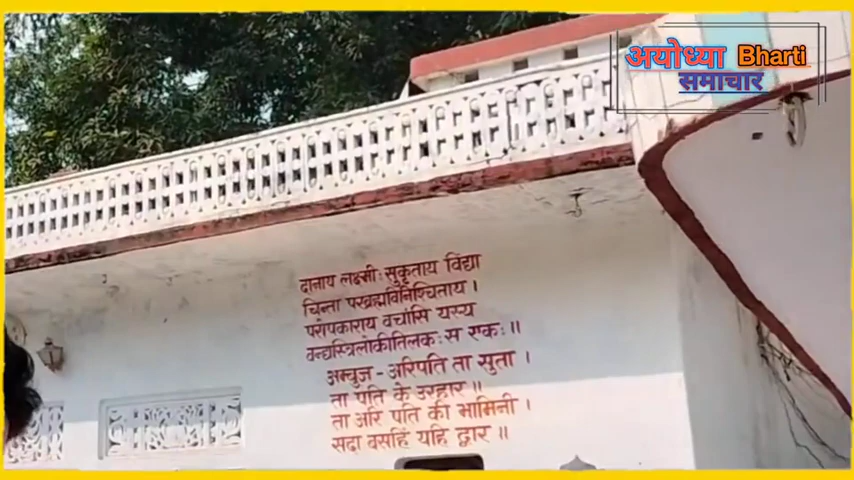 अयोध्या Bharti
समाचार
दानाय लक्ष्मी: सुकृताय विद्या
चिन्ता परब्रह्मविनिश्चिताय ।
परोपकाराय वचांसि यस्य
वन्द्यस्त्रिलोकीतिलकः स एकः ॥
अम्बुज - अरिपति ता सुता ।
ता पति के उरहार ॥
ता अरि पति की भामिनी ।
सदा बसहिं यहि द्वार ॥